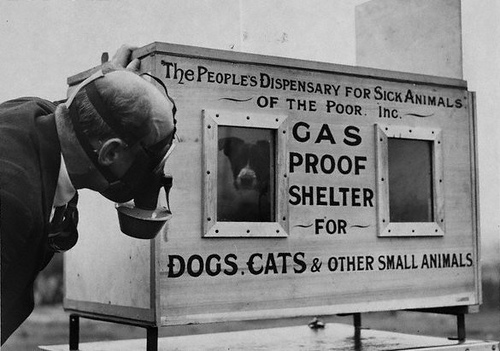 THE PEOPLE'S DISPENSARY FOR SICK ANIMALS
OF THE POOR. INC.
GAS
PROOF
SHELTER
FOR
DOGS. CATS & OTHER SMALL ANIMALS